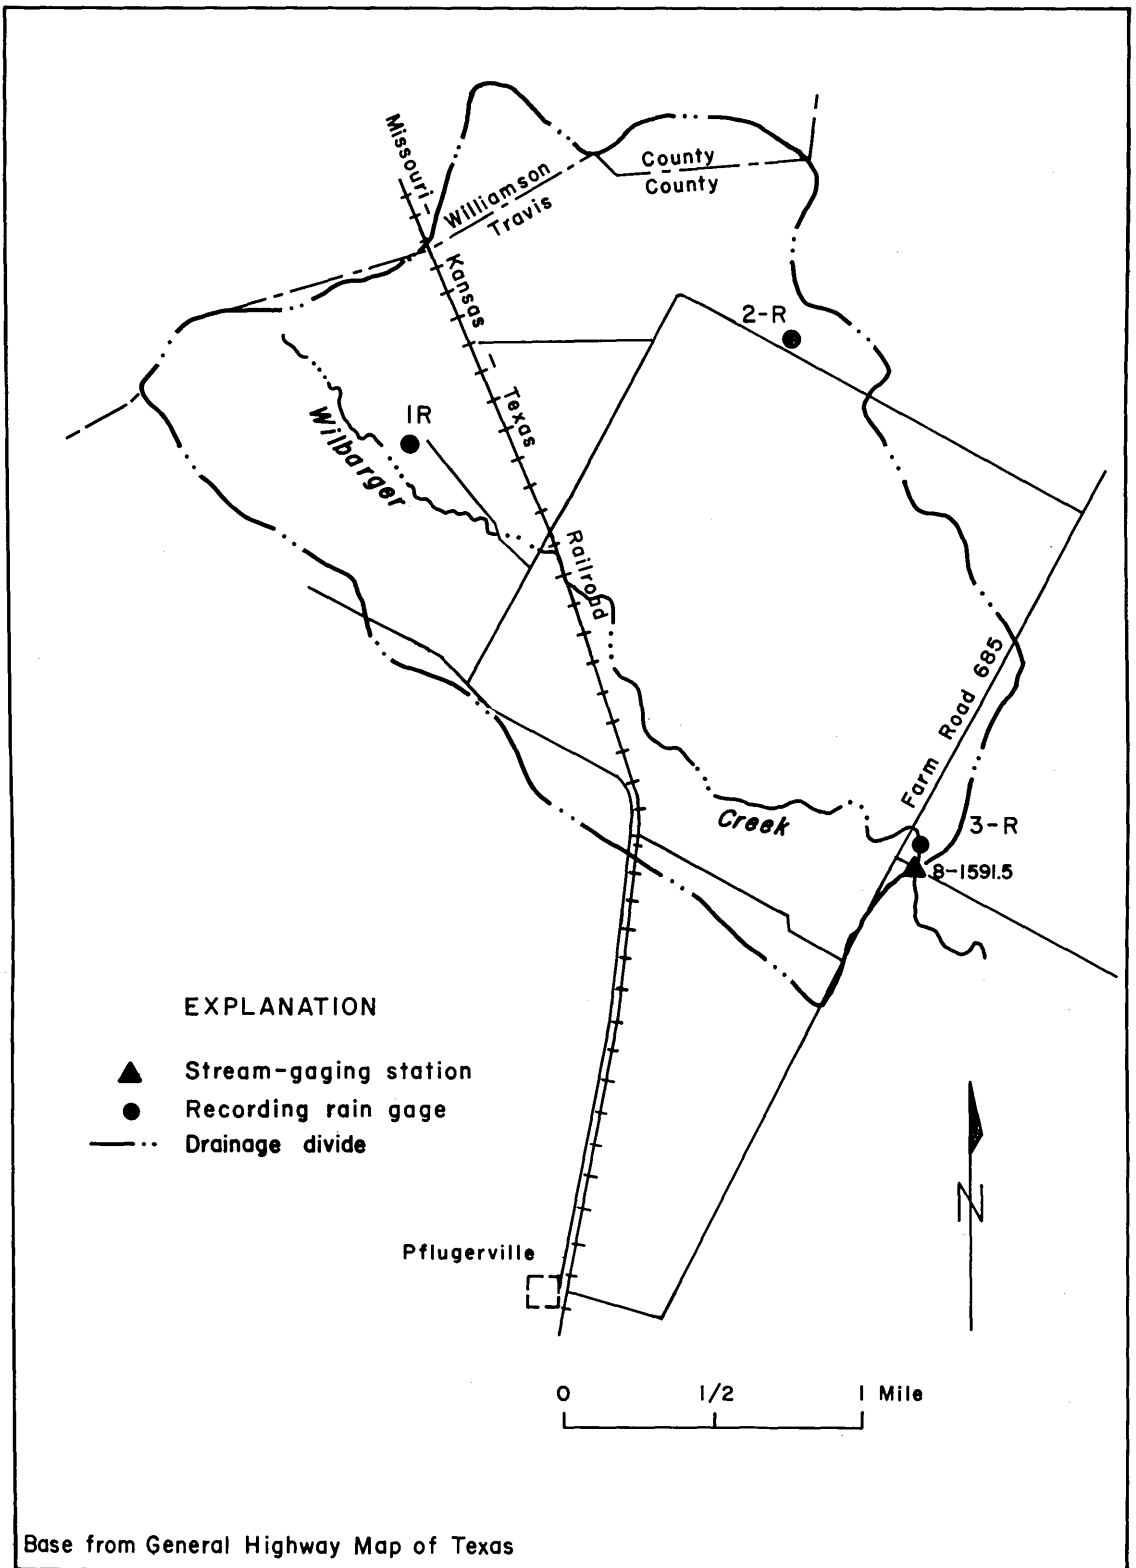 Missouri –
Williamson
County
Travis
County
Kansas –
Texas
Railroad
2-R
1R
Wilbarger
Creek
Farm Road 685
3-R
8-1591.5
EXPLANATION
Stream-gaging station
Recording rain gage
Drainage divide
N
Pflugerville
0 1/2 1 Mile
Base from General Highway Map of Texas